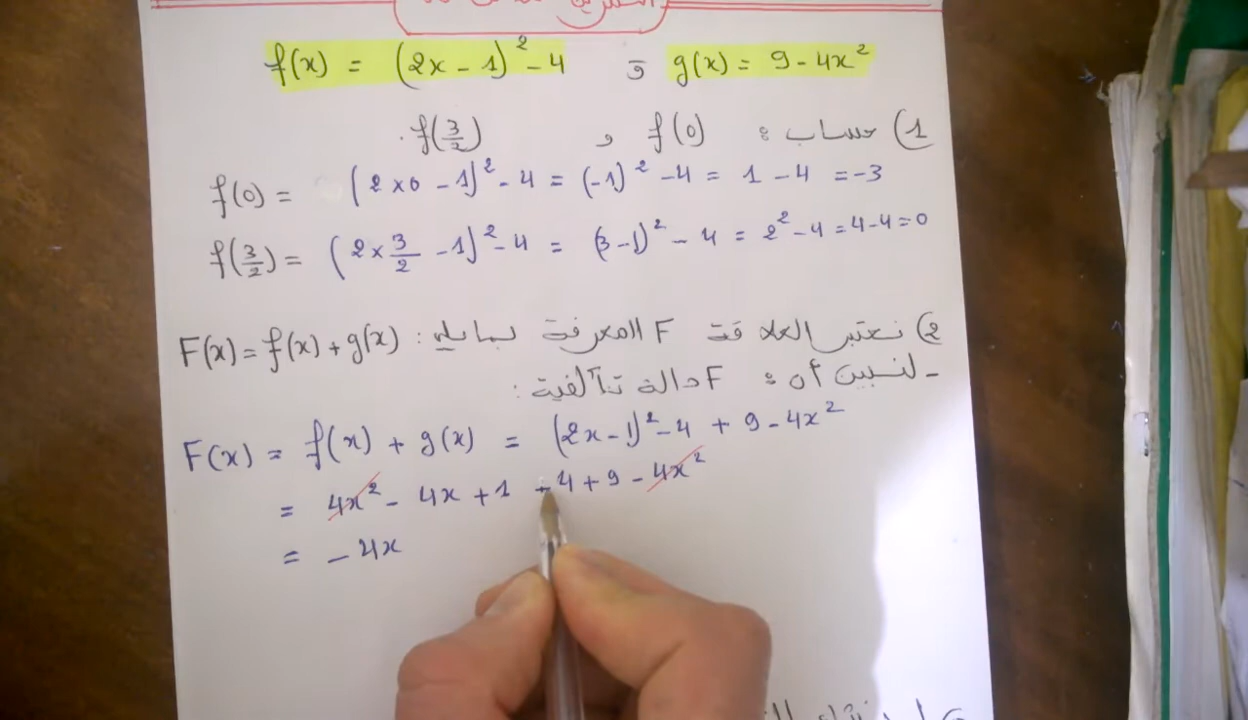 f(x) = (2x - 1)² - 4 و g(x) = 9 - 4x²
1) حساب : f(0) , f(3/2).
f(0) = (2×0 - 1)² - 4 = (-1)² - 4 = 1 - 4 = -3
f(3/2) = (2×3/2 - 1)² - 4 = (3-1)² - 4 = 2² - 4 = 4-4 = 0
2) نعتبر العلاقة F المعرفة بمايلي : F(x) = f(x) + g(x)
- لنبين أن : F دالة تآلفية :
F(x) = f(x) + g(x) = (2x-1)² - 4 + 9 - 4x²
= 4x² - 4x + 1 - 4 + 9 - 4x²
= - 4x